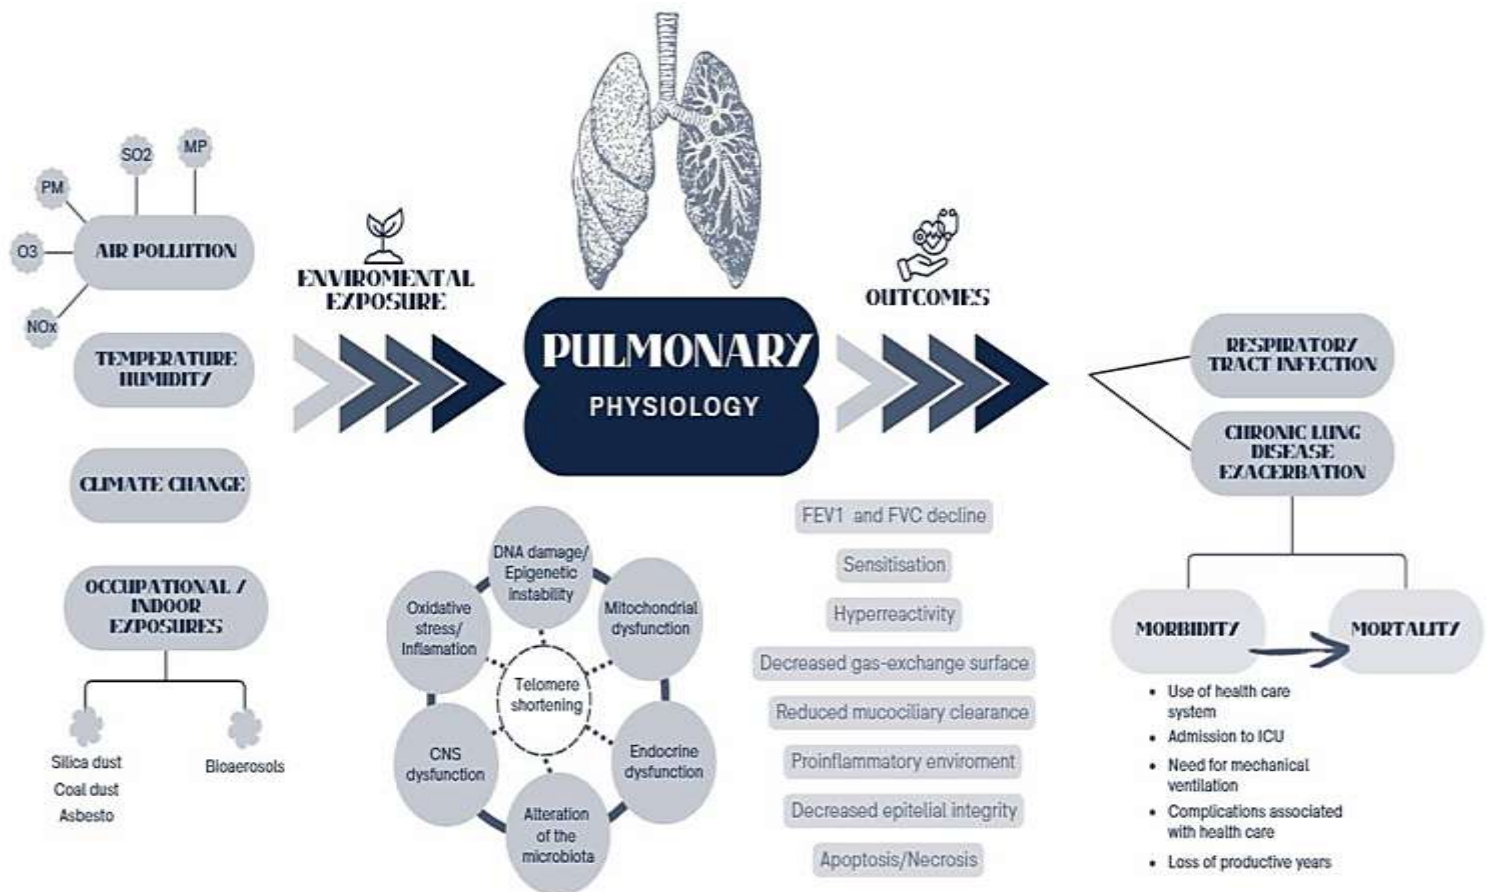 SO2
MP
PM
O3
NOx
AIR POLLUTION
TEMPERATURE
HUMIDITY
CLIMATE CHANGE
OCCUPATIONAL /
INDOOR
EXPOSURES
Silica dust
Coal dust
Asbesto
Bioaerosols
ENVIROMENTAL
EXPOSURE
PULMONARY
PHYSIOLOGY
DNA damage/
Epigenetic
instability
Oxidative
stress/
Inflamation
Mitochondrial
dysfunction
Telomere
shortening
CNS
dysfunction
Endocrine
dysfunction
Alteration
of the
microbiota
OUTCOMES
FEV1 and FVC decline
Sensitisation
Hyperreactivity
Decreased gas-exchange surface
Reduced mucociliary clearance
Proinflammatory enviroment
Decreased epitelial integrity
Apoptosis/Necrosis
RESPIRATORY
TRACT INFECTION
CHRONIC LUNG
DISEASE
EXACERBATION
MORBIDITY
MORTALITY
• Use of health care
system
• Admission to ICU
• Need for mechanical
ventilation
• Complications associated
with health care
• Loss of productive years